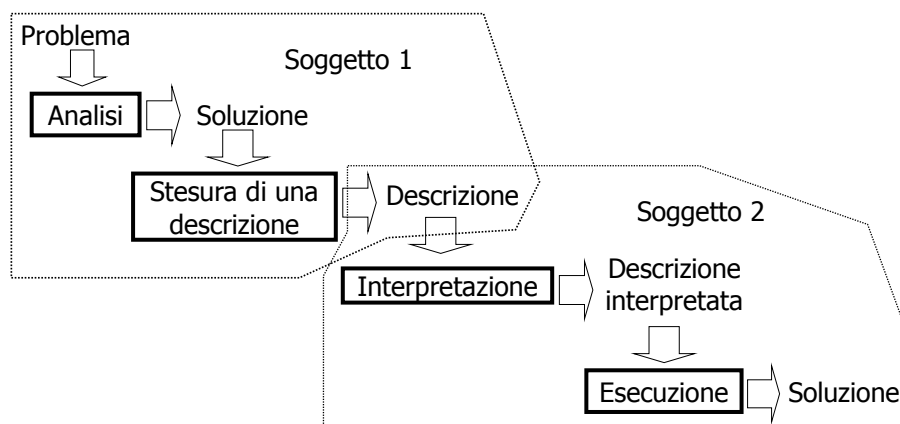 Problema
Soggetto 1
Analisi
Soluzione
Stesura di una
descrizione
Descrizione
Soggetto 2
Interpretazione
Descrizione
interpretata
Esecuzione
Soluzione